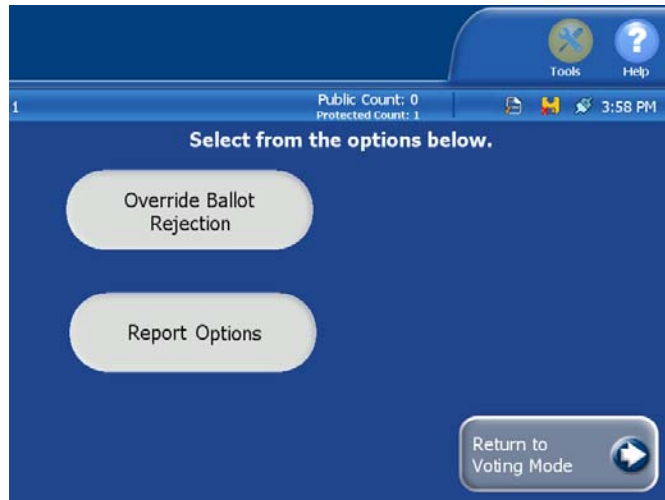 Tools
Help
1
Public Count: 0
Protected Count: 1
3:58 PM
Select from the options below.
Override Ballot
Rejection
Report Options
Return to
Voting Mode